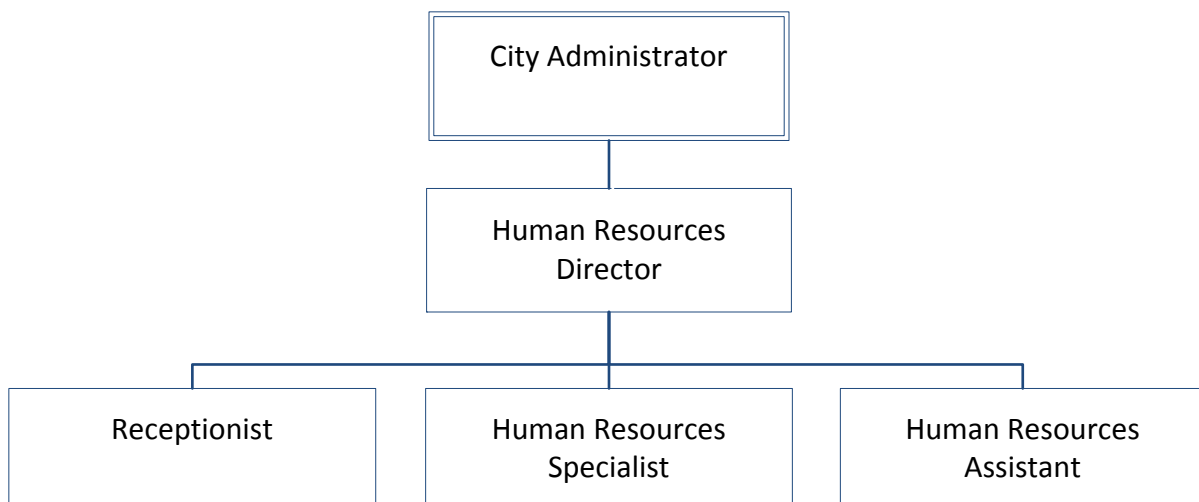 City Administrator
Human Resources
Director
Receptionist
Human Resources
Specialist
Human Resources
Assistant